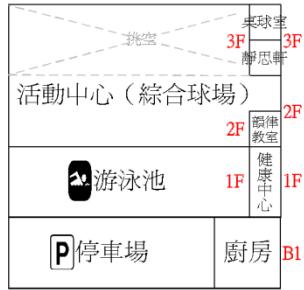 桌球室
挑空
3F 3F
靜思軒
活動中心（綜合球場）
2F
2F 韻律教室
游泳池 1F 健康中心 1F
P停車場 廚房 B1